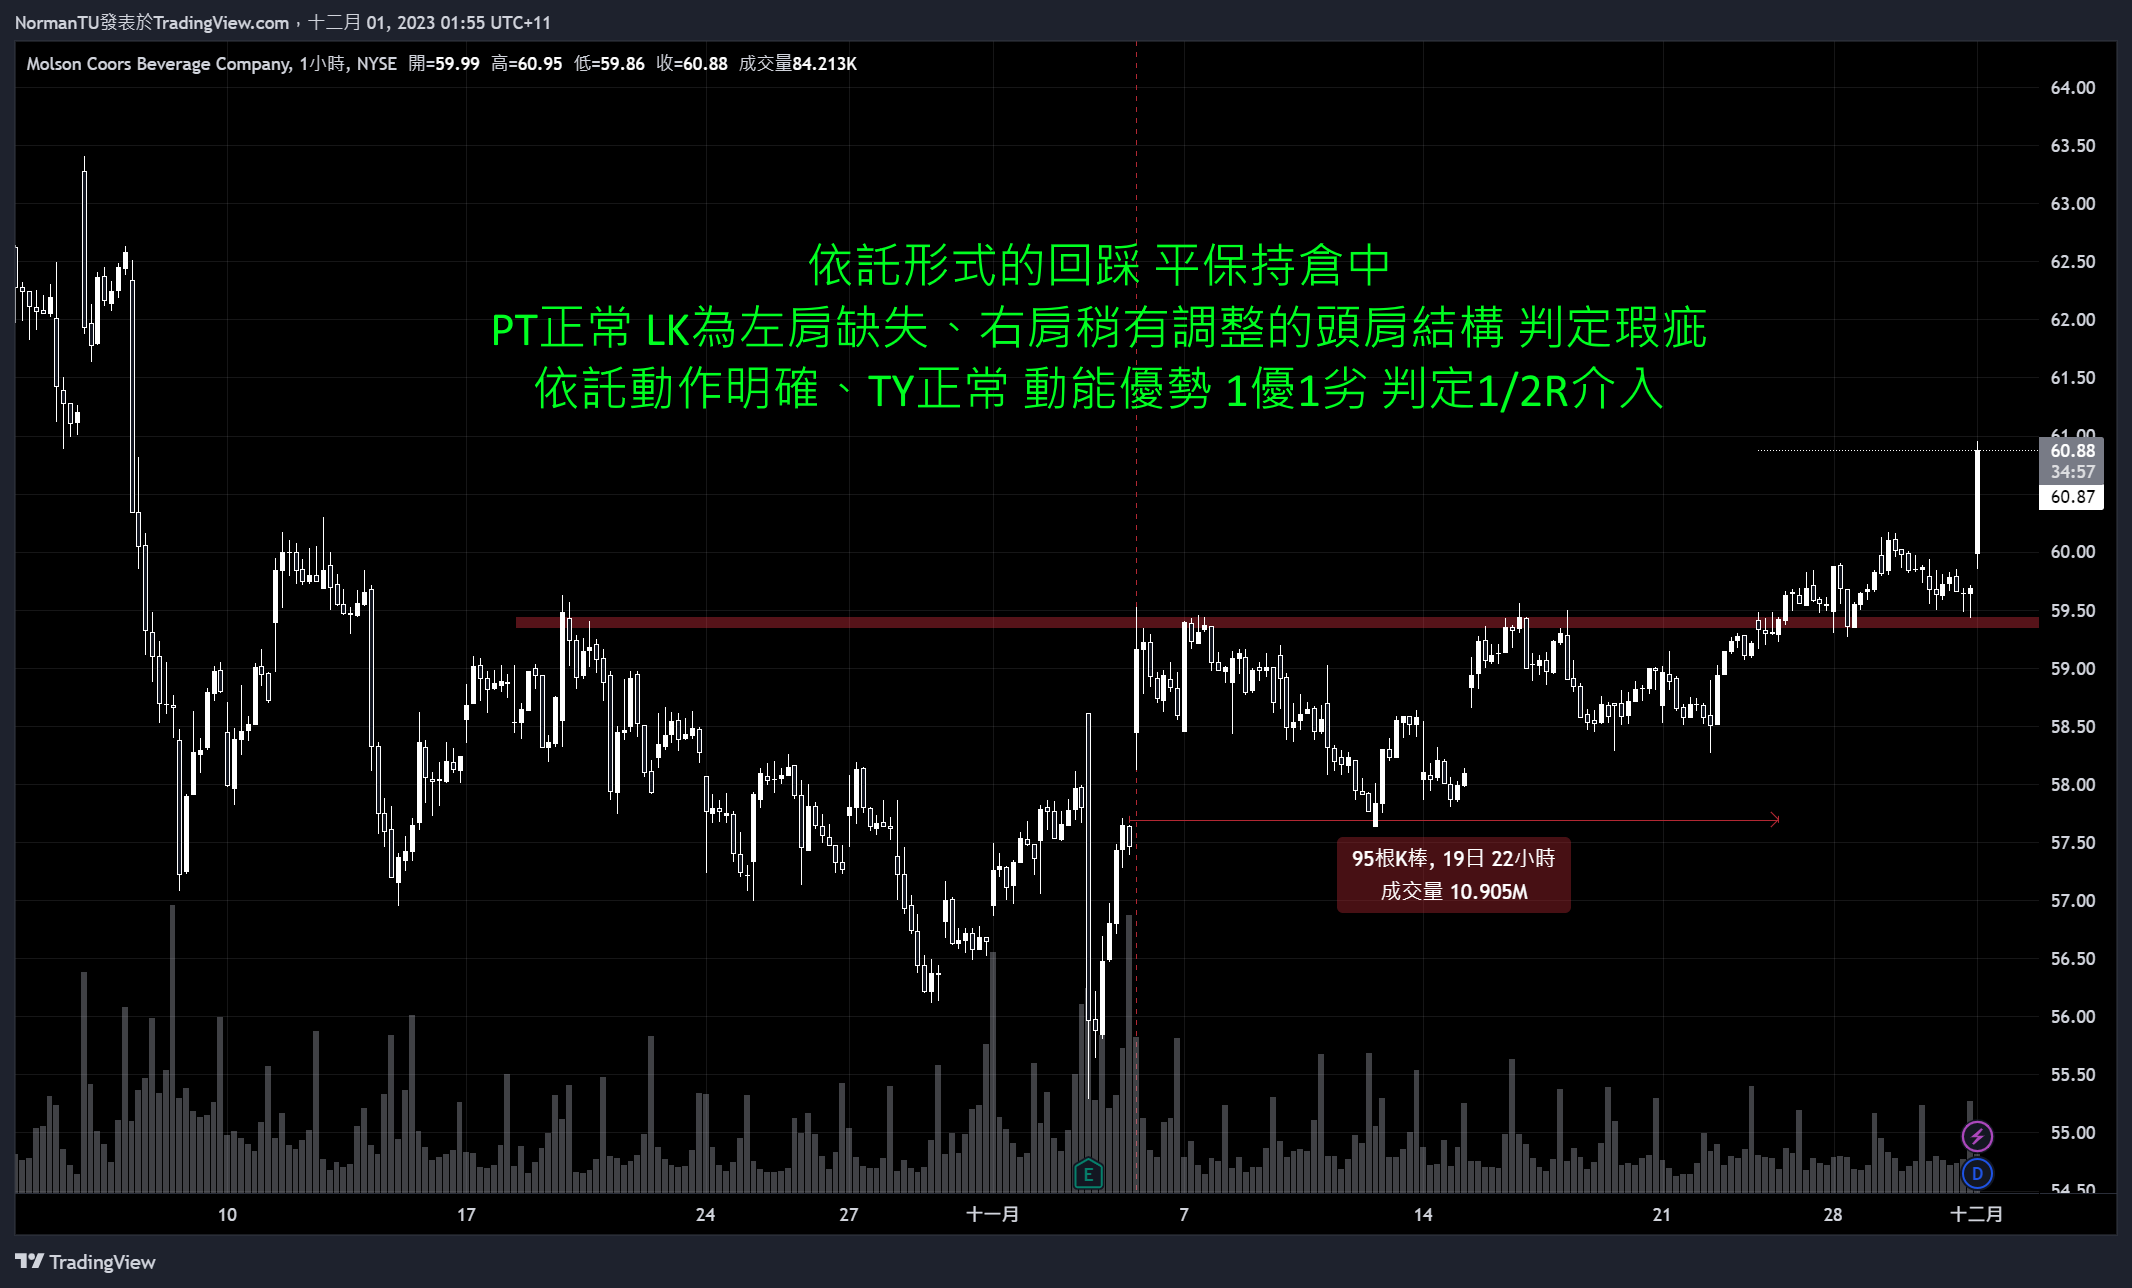 NormanTU發表於TradingView.com，十二月 01, 2023 01:55 UTC+11
Molson Coors Beverage Company, 1小時, NYSE 開=59.99 高=60.95 低=59.86 收=60.88 成交量84.213K
依託形式的回踩 平保持倉中
PT正常 LK為左肩缺失、右肩稍有調整的頭肩結構 判定瑕疵
依託動作明確、TY正常 動能優勢 1優1劣 判定1/2R介入
64.00
63.50
63.00
62.50
62.00
61.50
61.00
60.88
34:57
60.87
60.00
59.50
59.00
58.50
58.00
57.50
57.00
56.50
56.00
55.50
55.00
54.50
95根K棒, 19日 22小時
成交量 10.905M
E
D
10
17
24
27
十一月
7
14
21
28
十二月
TradingView